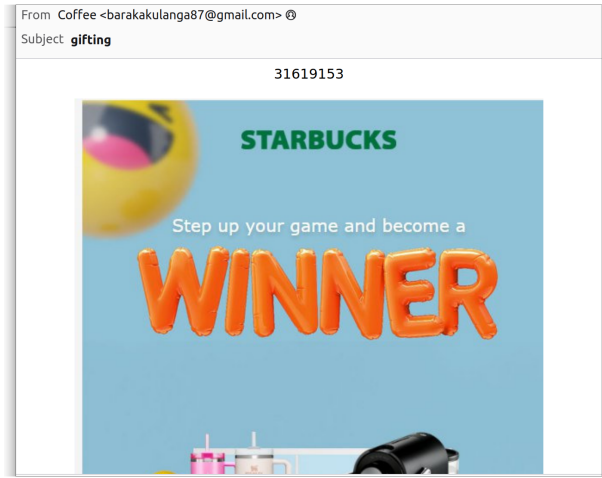 From Coffee <barakakulanga87@gmail.com>
Subject gifting
31619153
STARBUCKS
Step up your game and become a
WINNER